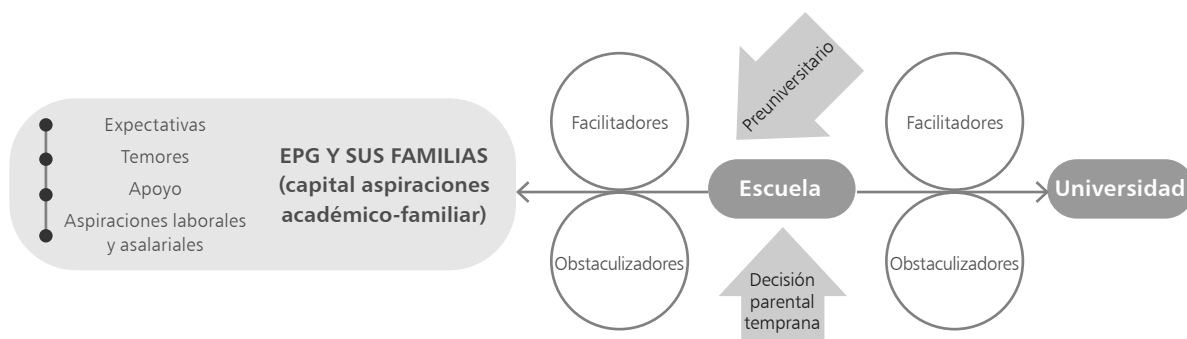 Expectativas
Temores
Apoyo
Aspiraciones laborales
y asalariales
EPG Y SUS FAMILIAS
(capital aspiraciones
académico-familiar)
Facilitadores
Obstaculizadores
Preuniversitario
Escuela
Decisión
parental
temprana
Facilitadores
Obstaculizadores
Universidad